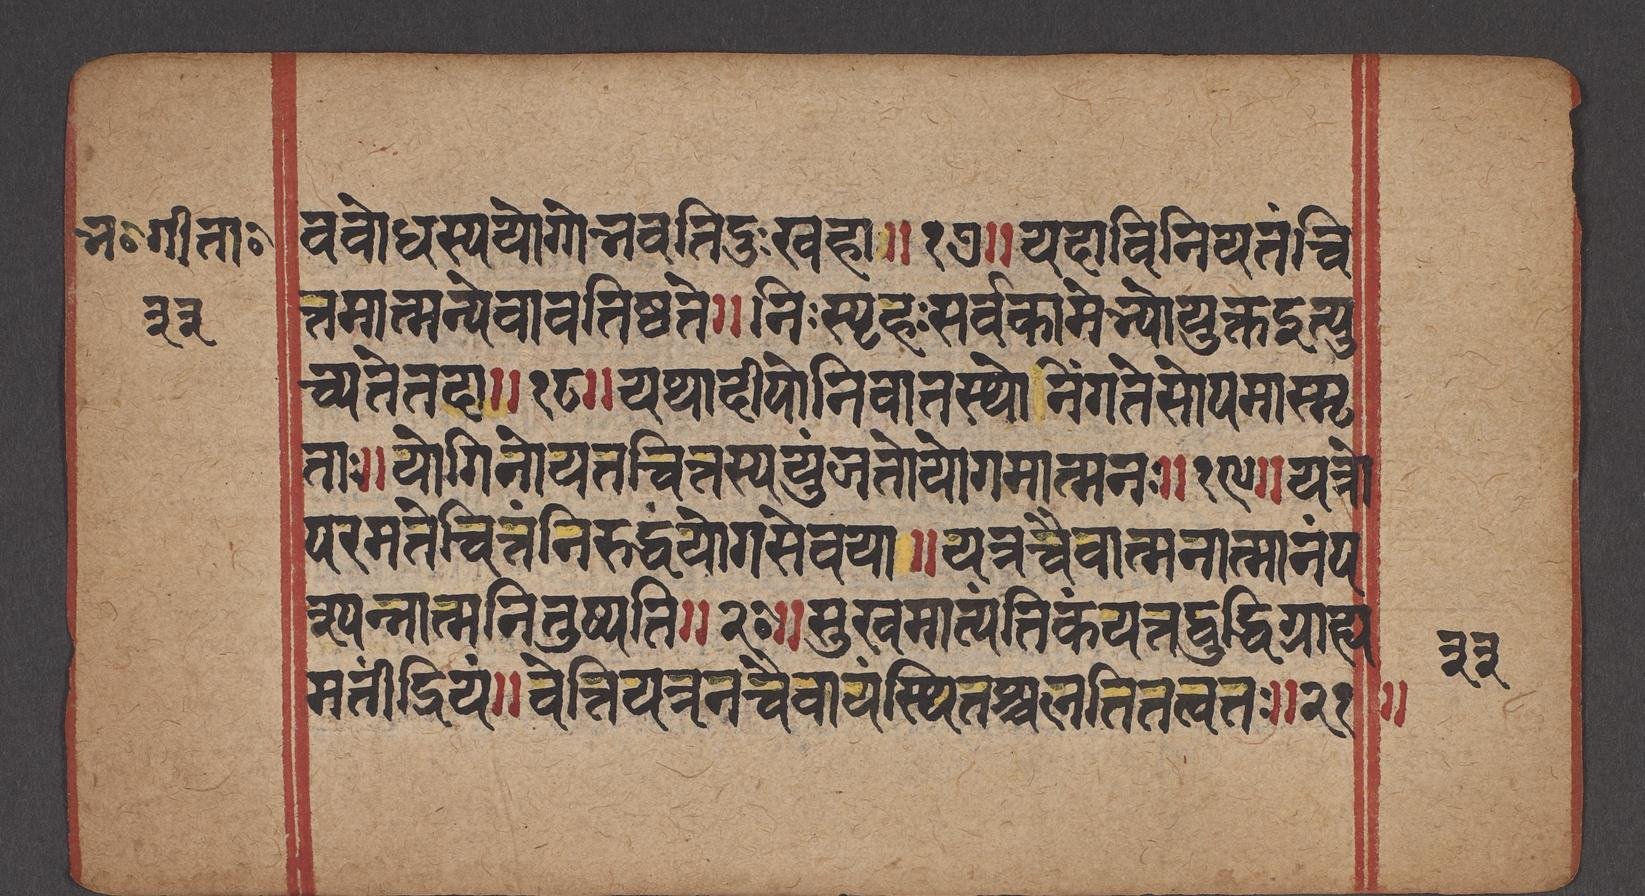 भ॰गीता॰
३३
ववोधस्ययोगोभवतिदुःखहा॥१७॥यदाविनियतंचि
त्तमात्मन्येवावतिष्ठते॥निःस्पृहःसर्वकामेभ्योयुक्तइत्यु
च्यतेतदा॥१८॥यथादीपोनिवातस्थोनिंगतेसोपमास्मृ
ताः॥योगिनोयतचित्तस्ययुंजतोयोगमात्मनः॥१९॥यत्रो
परमतेचित्तंनिरुद्धंयोगसेवया॥यत्रचैवात्मनात्मानंप
श्यन्नात्मनितुष्यति॥२०॥सुखमात्यंतिकंयत्तद्बुद्धिग्राह्य
मतींद्रियं॥वेत्तियत्रनचैवायंस्थितश्चलतितत्वतः॥२१॥
३३